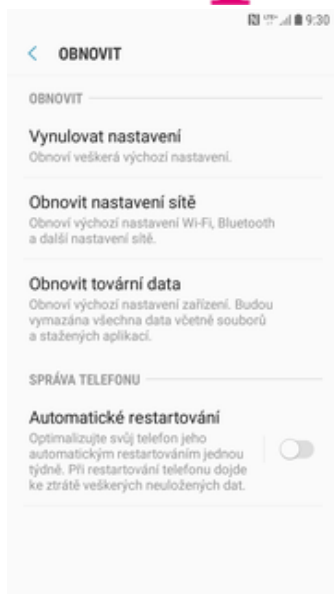 9:30
OBNOVIT
OBNOVIT
Vynulovat nastavení
Obnoví veškerá výchozí nastavení.
Obnovit nastavení sítě
Obnoví výchozí nastavení Wi-Fi, Bluetooth
a další nastavení sítě.
Obnovit tovární data
Obnoví výchozí nastavení zařízení. Budou
vymazána všechna data včetně souborů
a stažených aplikací.
SPRÁVA TELEFONU
Automatické restartování
Optimalizujte svůj telefon jeho
automatickým restartováním jednou
týdně. Při restartování telefonu dojde
ke ztrátě veškerých neuložených dat.